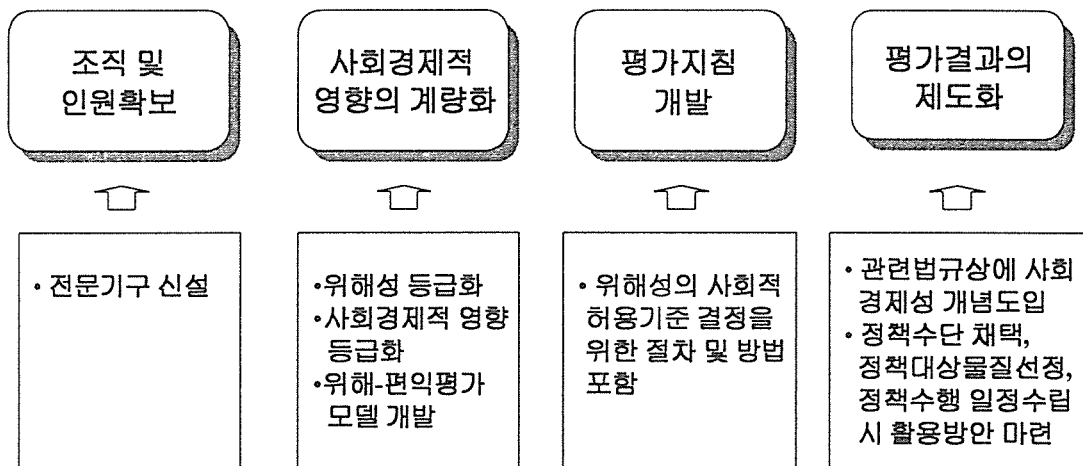 조직 및
인원확보
사회경제적
영향의 계량화
평가지침
개발
평가결과의
제도화
• 전문기구 신설
•위해성 등급화
•사회경제적 영향
등급화
•위해-편익평가
모델 개발
• 위해성의 사회적
허용기준 결정을
위한 절차 및 방법
포함
• 관련법규상에 사회
경제성 개념도입
• 정책수단 채택,
정책대상물질선정,
정책수행 일정수립
시 활용방안 마련